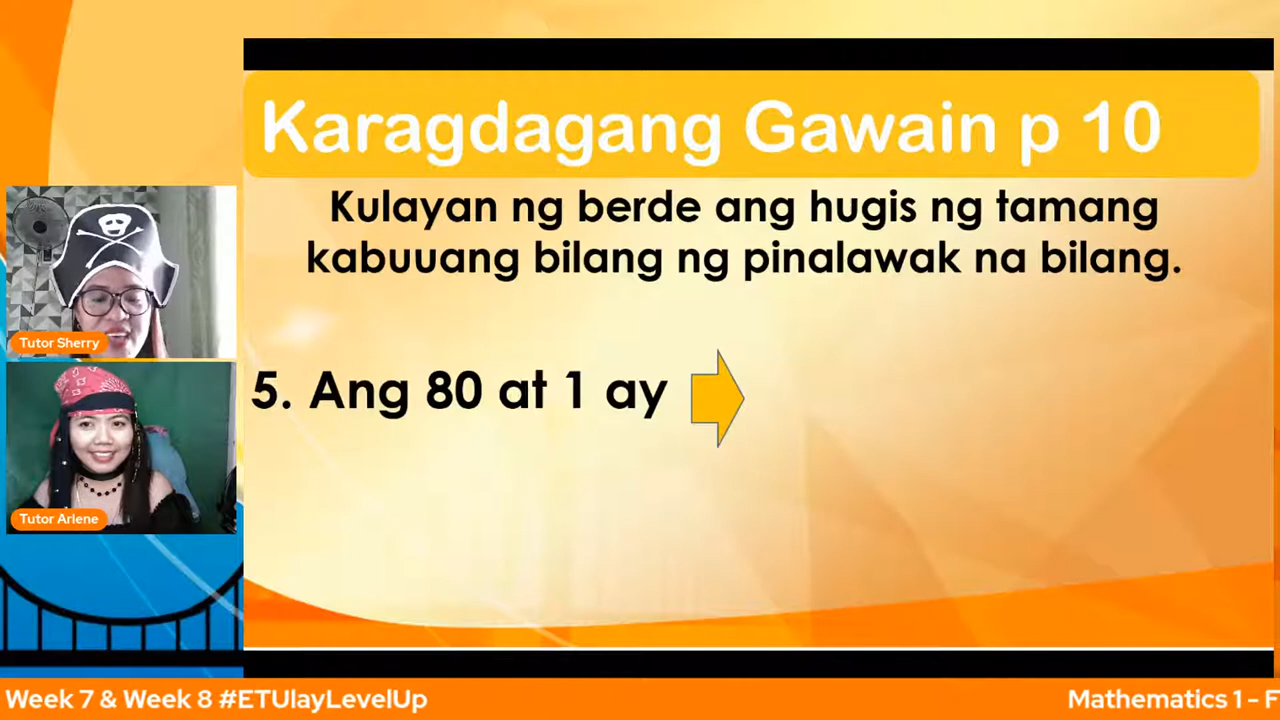 Karagdagang Gawain p 10
Kulayan ng berde ang hugis ng tamang
kabuuang bilang ng pinalawak na bilang.
5. Ang 80 at 1 ay
Tutor Sherry
Tutor Arlene
Week 7 & Week 8 #ETUlayLevelUp
Mathematics 1 - F